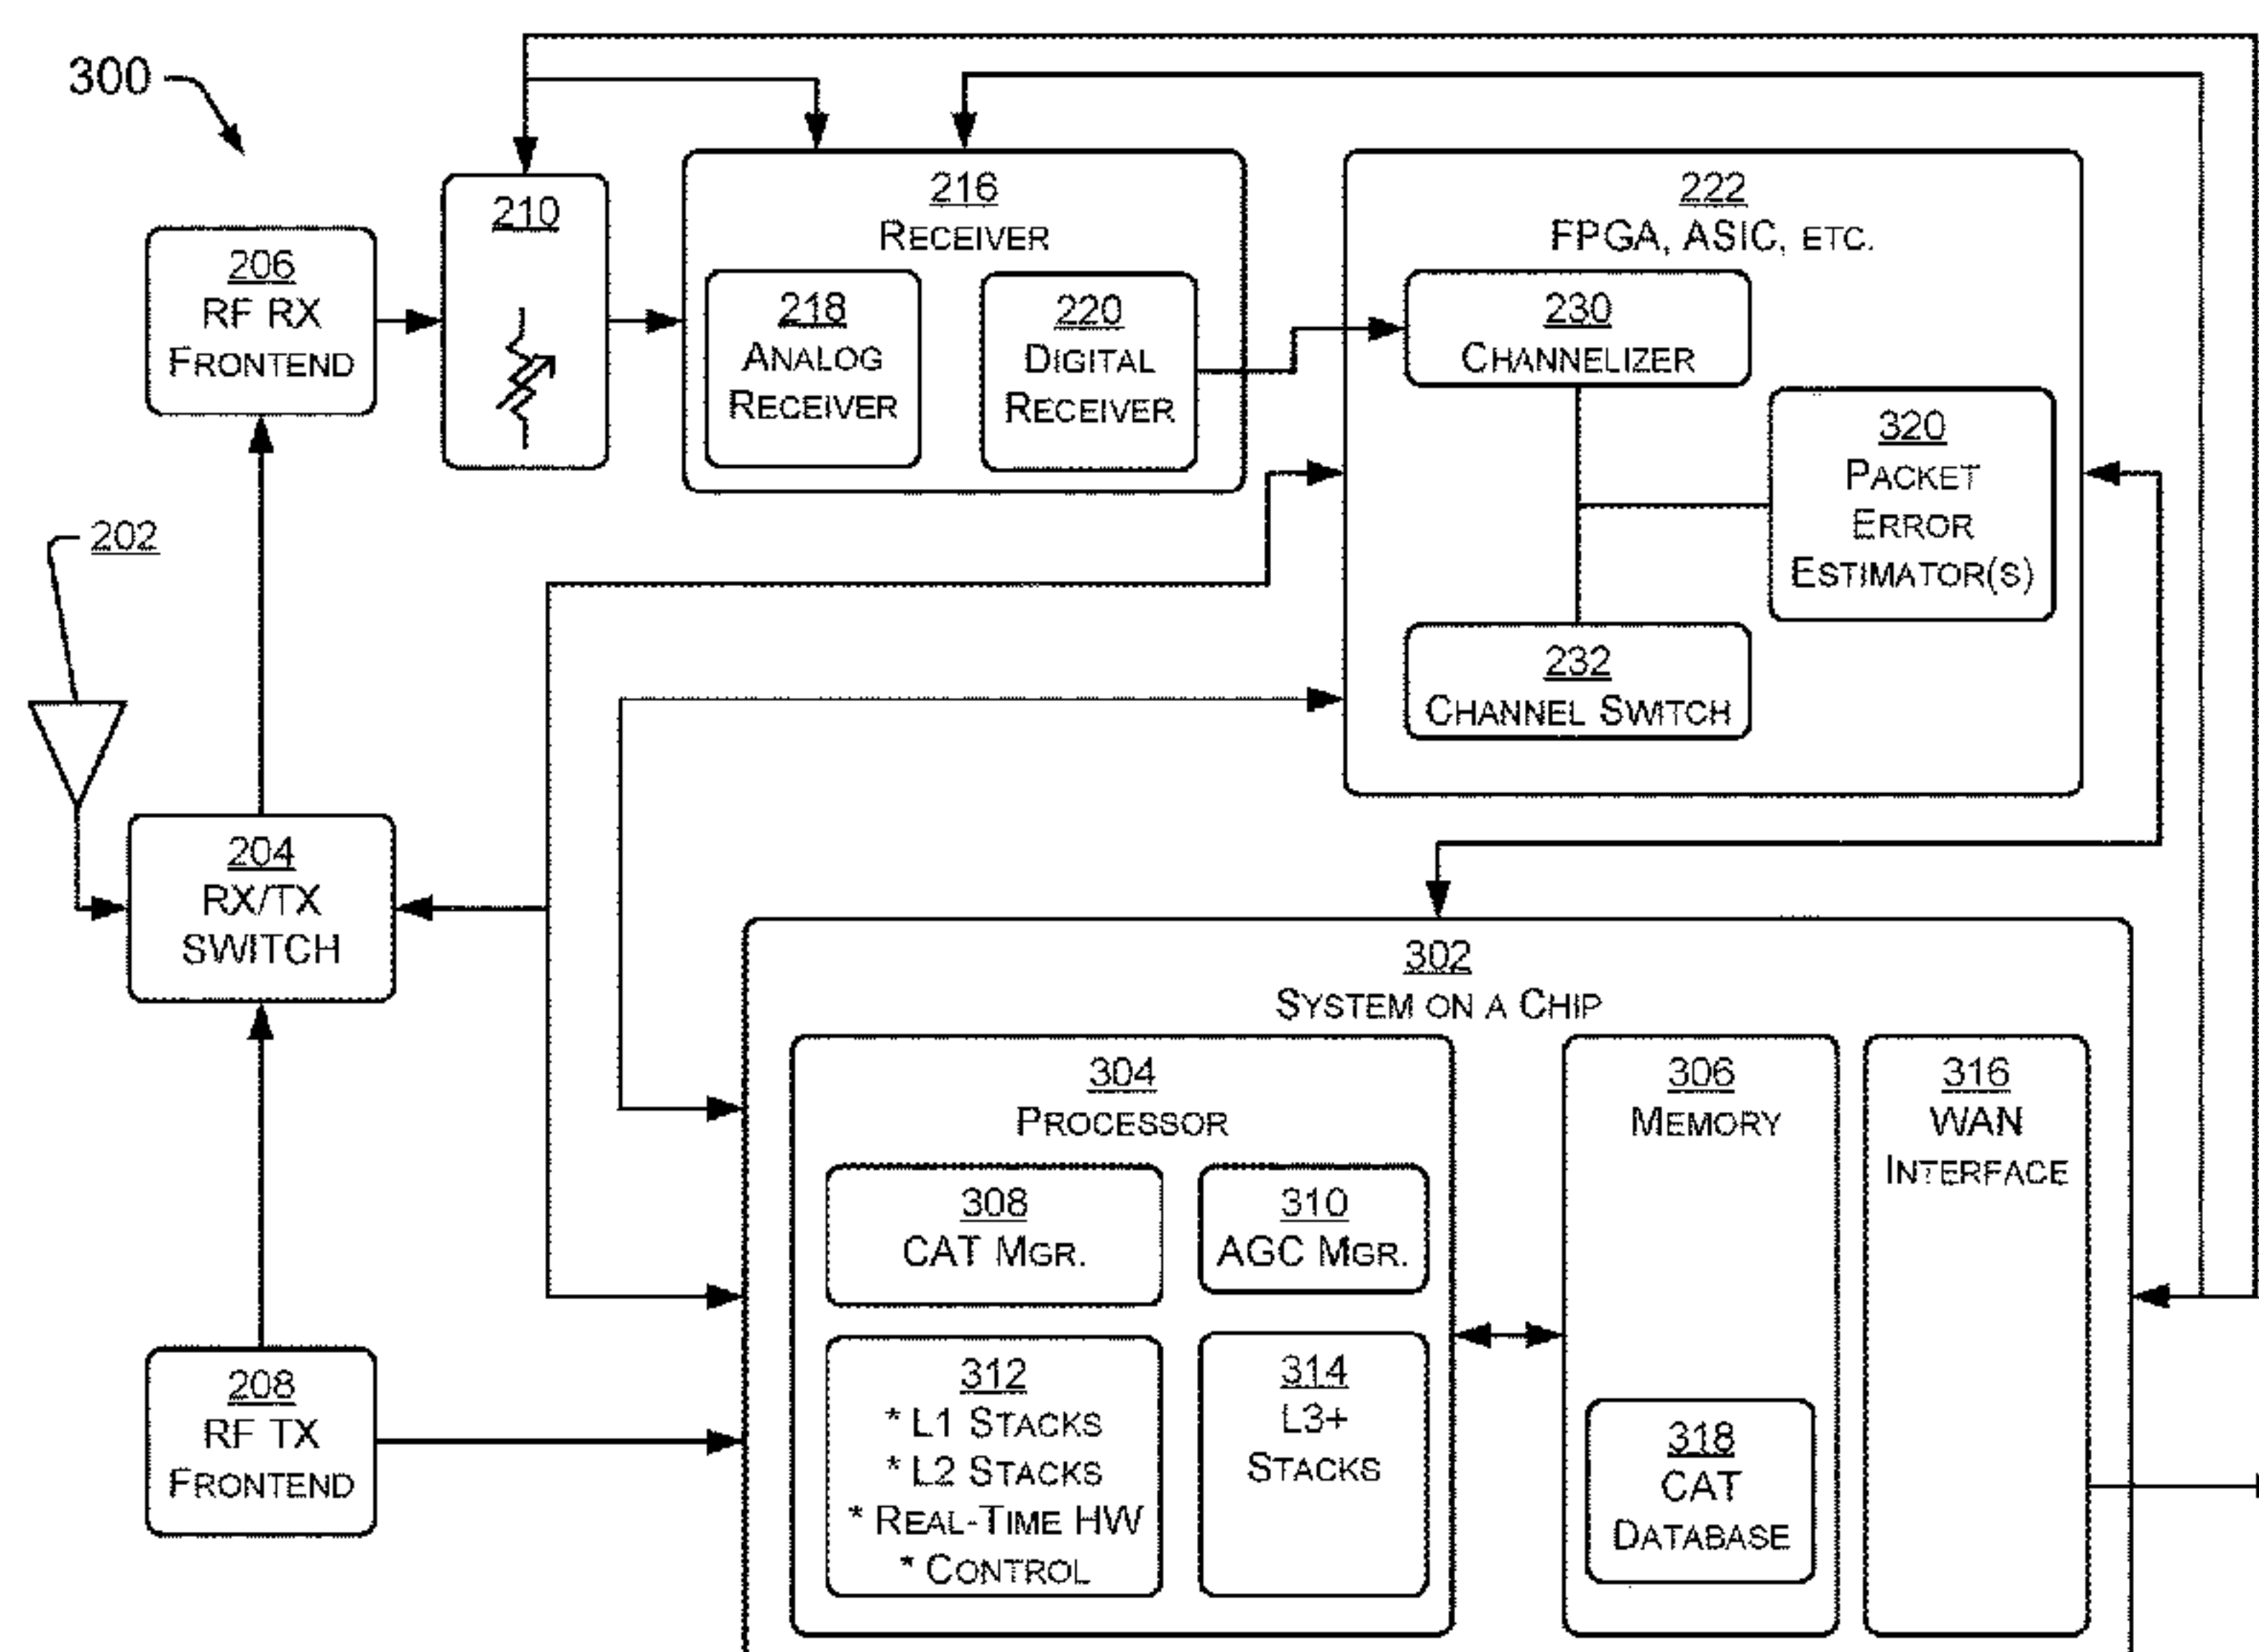 300
210
216
RECEIVER
222
FPGA, ASIC, ETC.
206
RF RX
FRONTEND
218
ANALOG
RECEIVER
220
DIGITAL
RECEIVER
230
CHANNELIZER
320
PACKET
ERROR
ESTIMATOR(S)
202
232
CHANNEL SWITCH
204
RX/TX
SWITCH
302
SYSTEM ON A CHIP
304
PROCESSOR
306
MEMORY
316
WAN
INTERFACE
308
CAT MGR.
310
AGC MGR.
208
RF TX
FRONTEND
312
* L1 STACKS
* L2 STACKS
* REAL-TIME HW
* CONTROL
314
L3+
STACKS
318
CAT
DATABASE